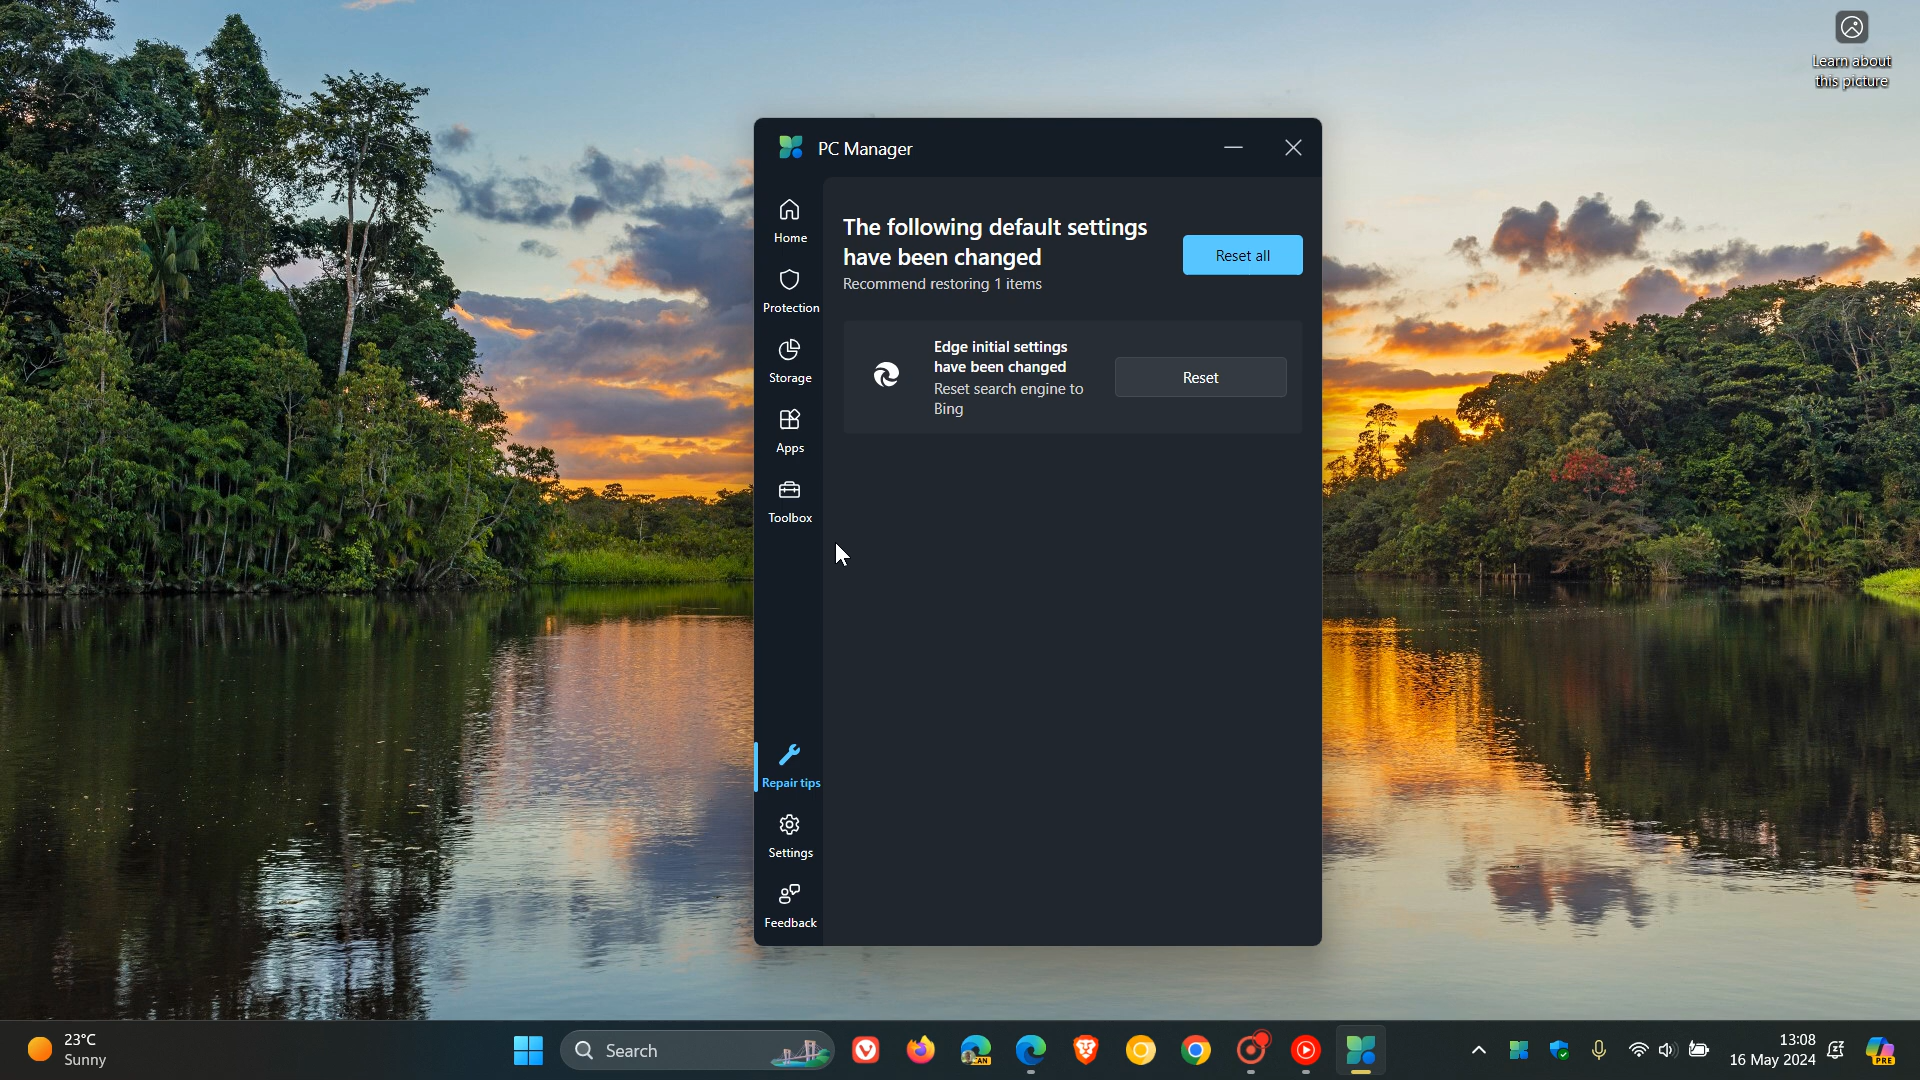 Learn about
this picture
PC Manager
Home
Protection
Storage
Apps
Toolbox
Repair tips
Settings
Feedback
The following default settings
have been changed
Recommend restoring 1 items
Reset all
Edge initial settings
have been changed
Reset search engine to
Bing
Reset
23°C
Sunny
Search
CAN
13:08
16 May 2024
PRE